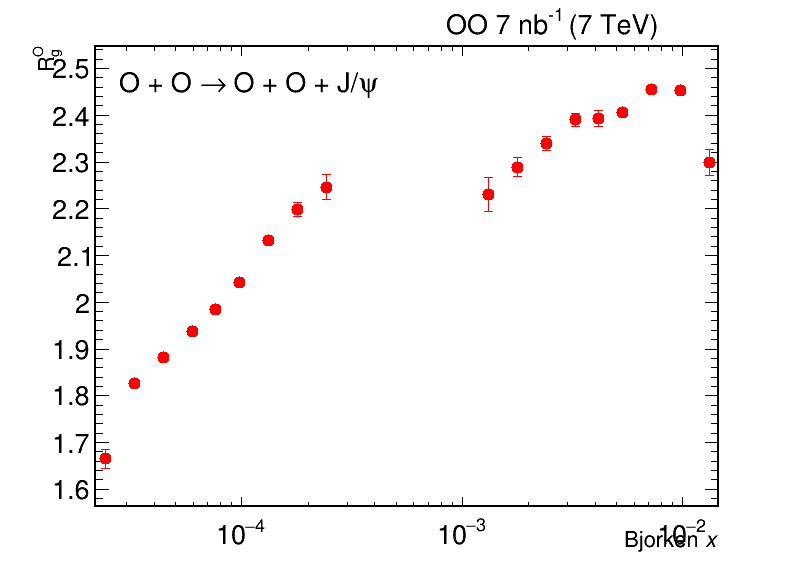 OO 7 nb⁻¹ (7 TeV)
R_g^O
O + O → O + O + J/ψ
2.5
2.4
2.3
2.2
2.1
2
1.9
1.8
1.7
1.6
10⁻⁴ 10⁻³ 10⁻²
Bjorken x